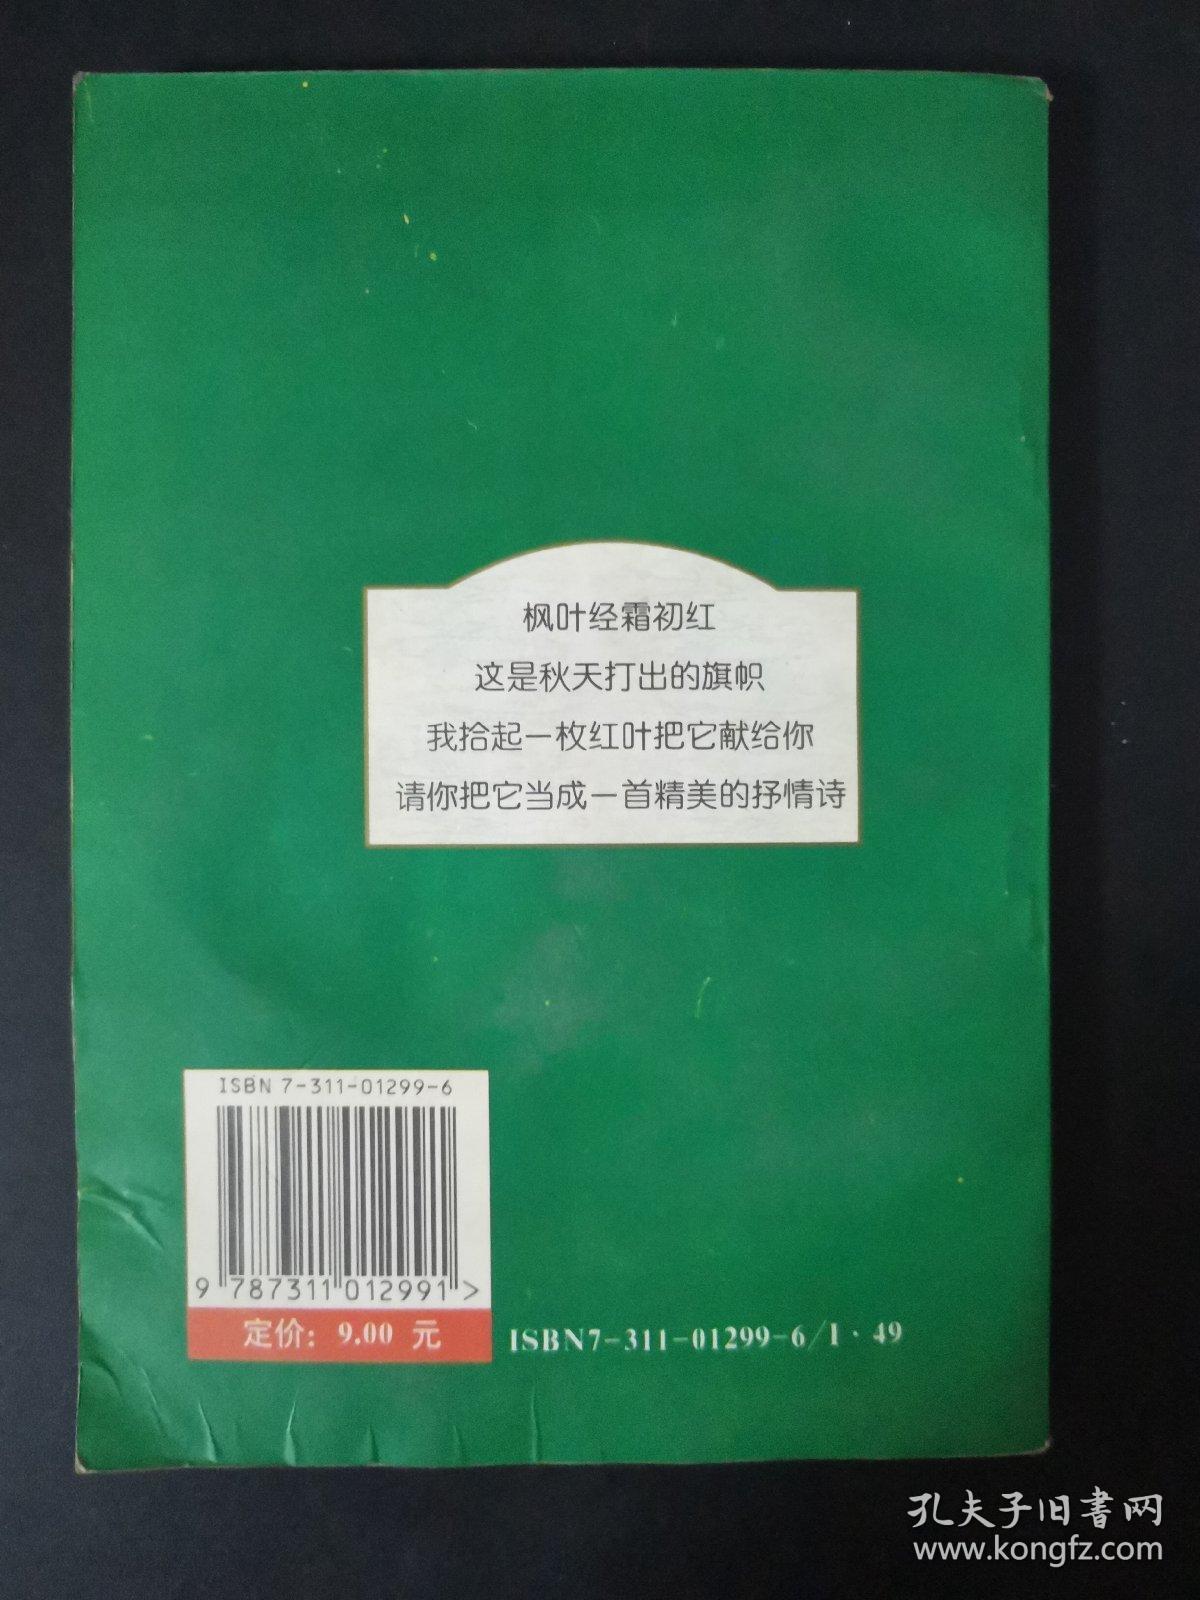 枫叶经霜初红
这是秋天打出的旗帜
我拾起一枚红叶把它献给你
请你把它当成一首精美的抒情诗
ISBN 7-311-01299-6
9 787311 012991 >
定价：9.00 元
ISBN7-311-01299-6/I·49
孔夫子旧書网
www.kongfz.com